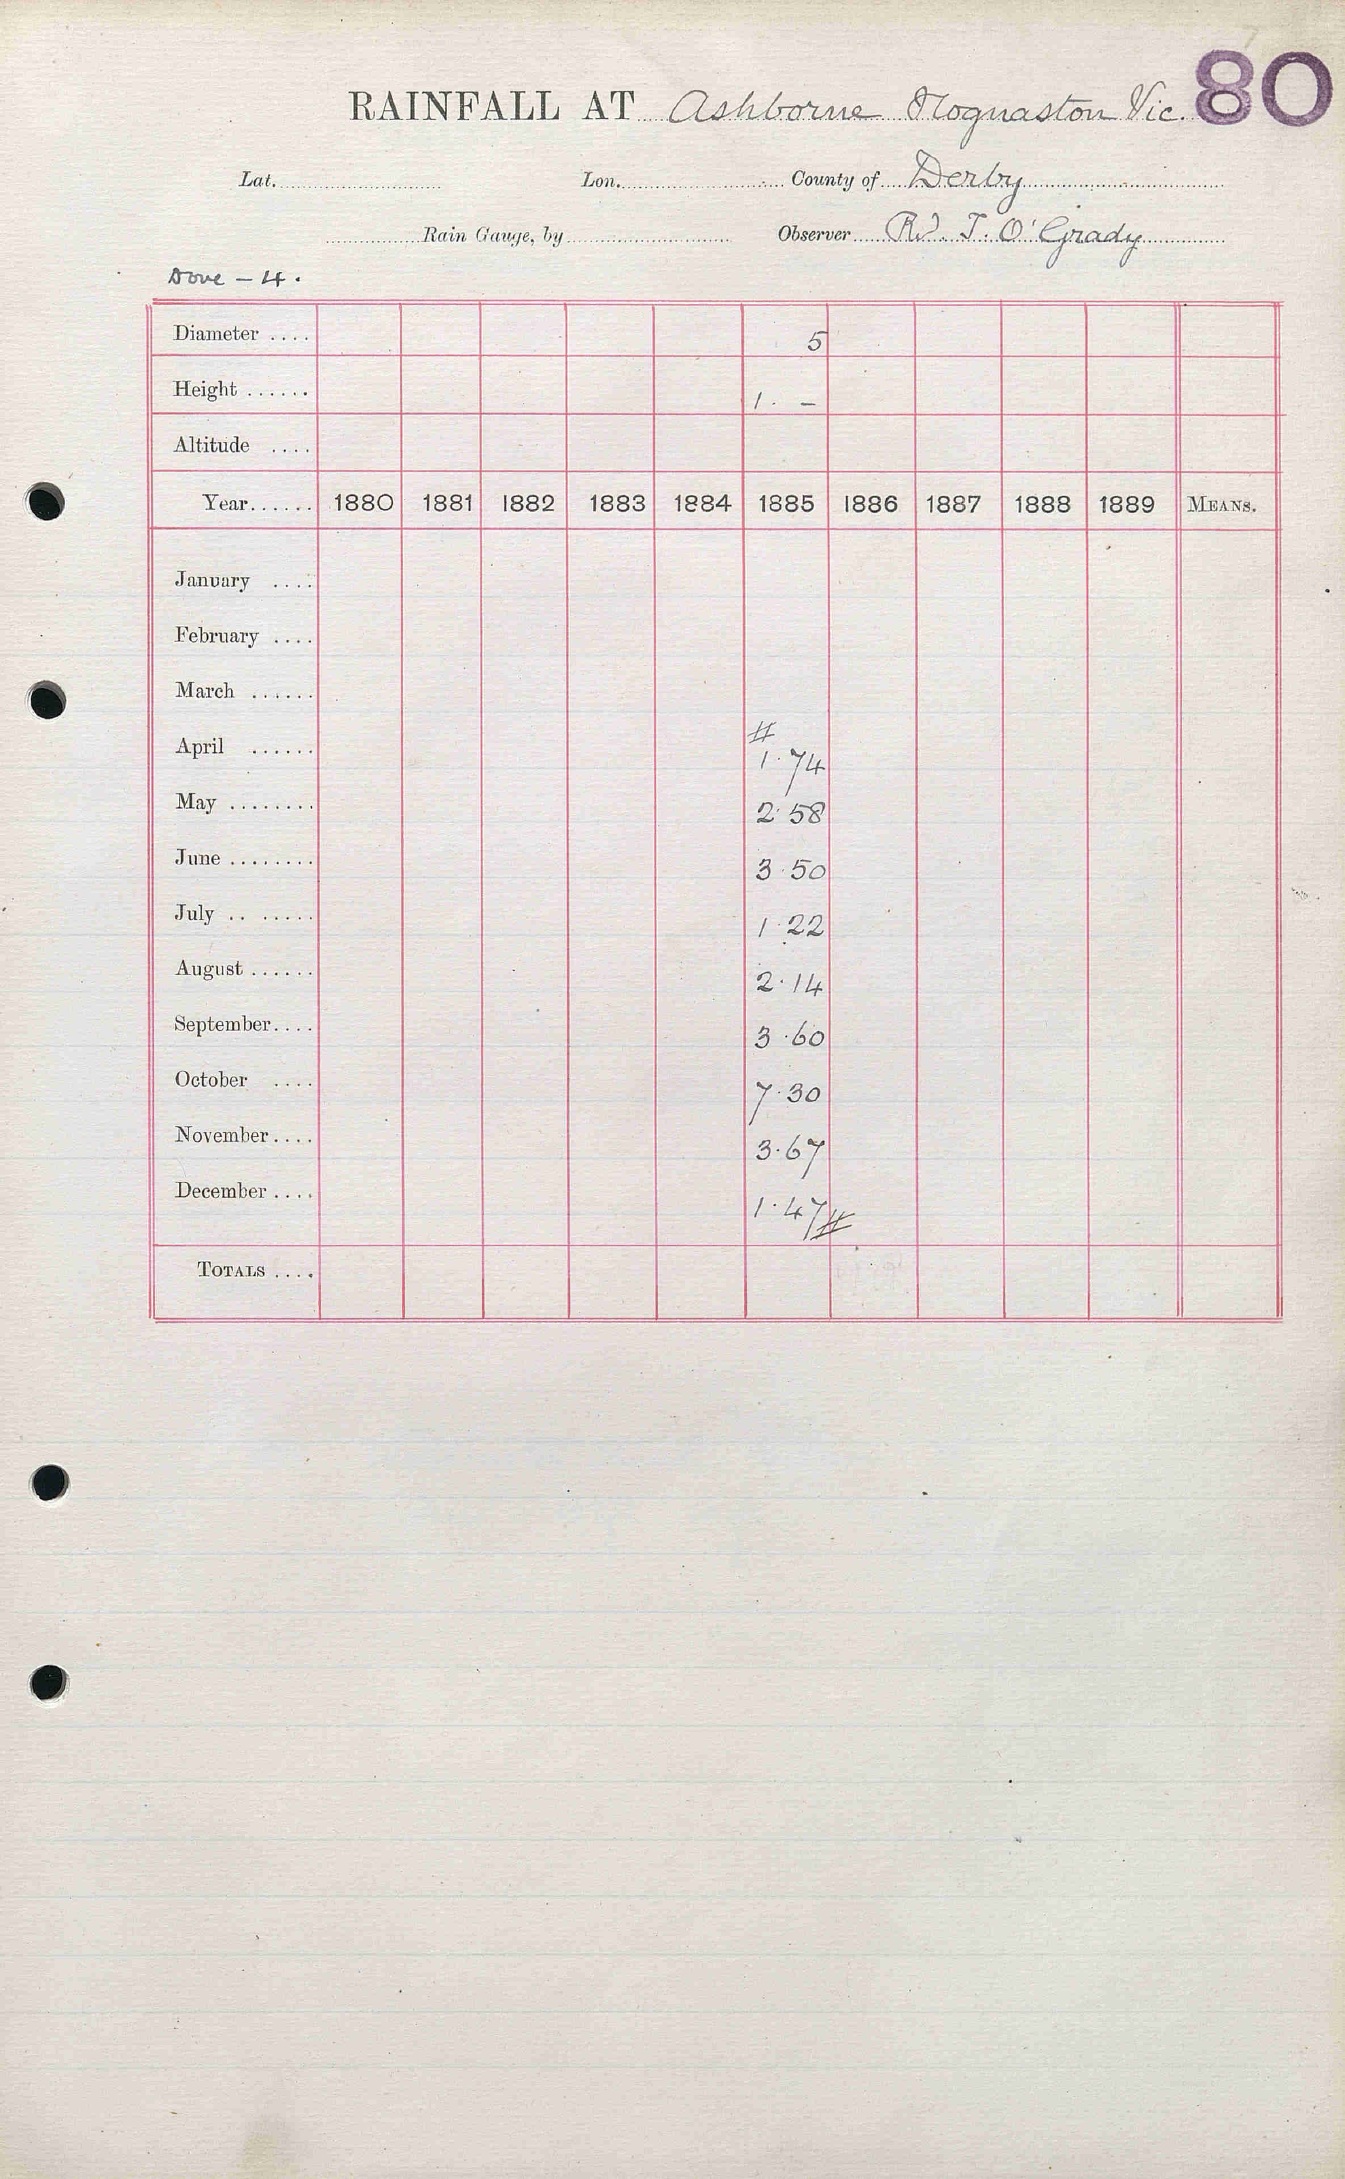 80
RAINFALL AT Ashborne Hognaston Vic.
Lat. Lon. County of Derby
Rain Gauge, by Observer Rev. T. O'Grady
Dove - 4.
Diameter .... 5
Height ...... 1. -
Altitude ....
Year...... 1880 1881 1882 1883 1884 1885 1886 1887 1888 1889 MEANS.
January ....
February ....
March ......
April ...... # 1.74
May ........ 2.58
June ........ 3.50
July .. ..... 1.22
August ...... 2.14
September.... 3.60
October .... 7.30
November.... 3.67
December.... 1.47 #
TOTALS ....